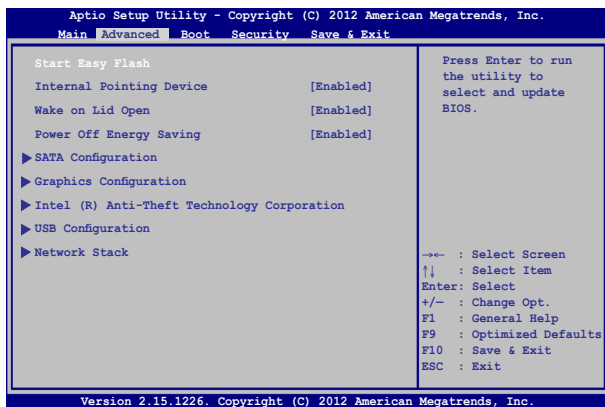 Aptio Setup Utility - Copyright (C) 2012 American Megatrends, Inc.
Main Advanced Boot Security Save & Exit
Start Easy Flash
Internal Pointing Device [Enabled]
Wake on Lid Open [Enabled]
Power Off Energy Saving [Enabled]
SATA Configuration
Graphics Configuration
Intel (R) Anti-Theft Technology Corporation
USB Configuration
Network Stack
Press Enter to run
the utility to
select and update
BIOS.
→← : Select Screen
↑↓ : Select Item
Enter: Select
+/— : Change Opt.
F1 : General Help
F9 : Optimized Defaults
F10 : Save & Exit
ESC : Exit
Version 2.15.1226. Copyright (C) 2012 American Megatrends, Inc.